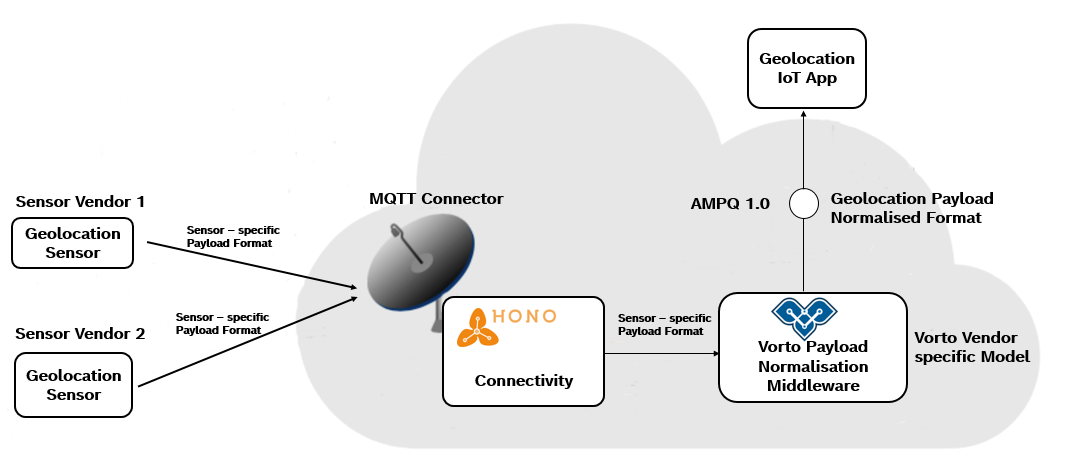 Geolocation
IoT App
AMPQ 1.0
Geolocation Payload
Normalised Format
MQTT Connector
Sensor Vendor 1
Geolocation
Sensor
Sensor – specific
Payload Format
Sensor – specific
Payload Format
Sensor Vendor 2
Geolocation
Sensor
HONO
Connectivity
Sensor – specific
Payload Format
Vorto Payload
Normalisation
Middleware
Vorto Vendor
specific Model